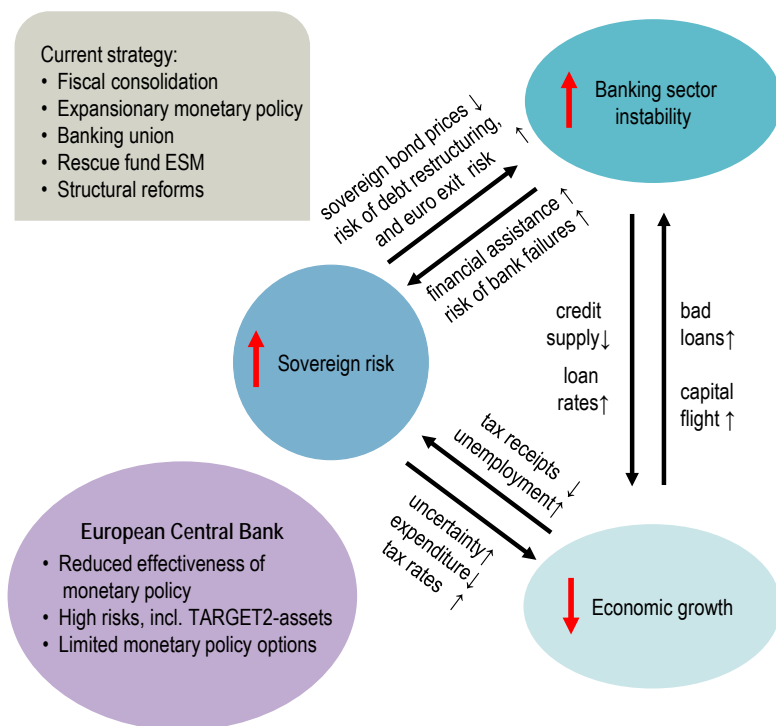 Current strategy:
• Fiscal consolidation
• Expansionary monetary policy
• Banking union
• Rescue fund ESM
• Structural reforms
Banking sector
instability
sovereign bond prices ↓
risk of debt restructuring, ↑
and euro exit risk
financial assistance ↑
risk of bank failures ↑
Sovereign risk
credit
supply↓
loan
rates↑
bad
loans↑
capital
flight ↑
tax receipts ↓
unemployment↑
uncertainty↑
expenditure↓
tax rates ↑
European Central Bank
• Reduced effectiveness of
monetary policy
• High risks, incl. TARGET2-assets
• Limited monetary policy options
Economic growth